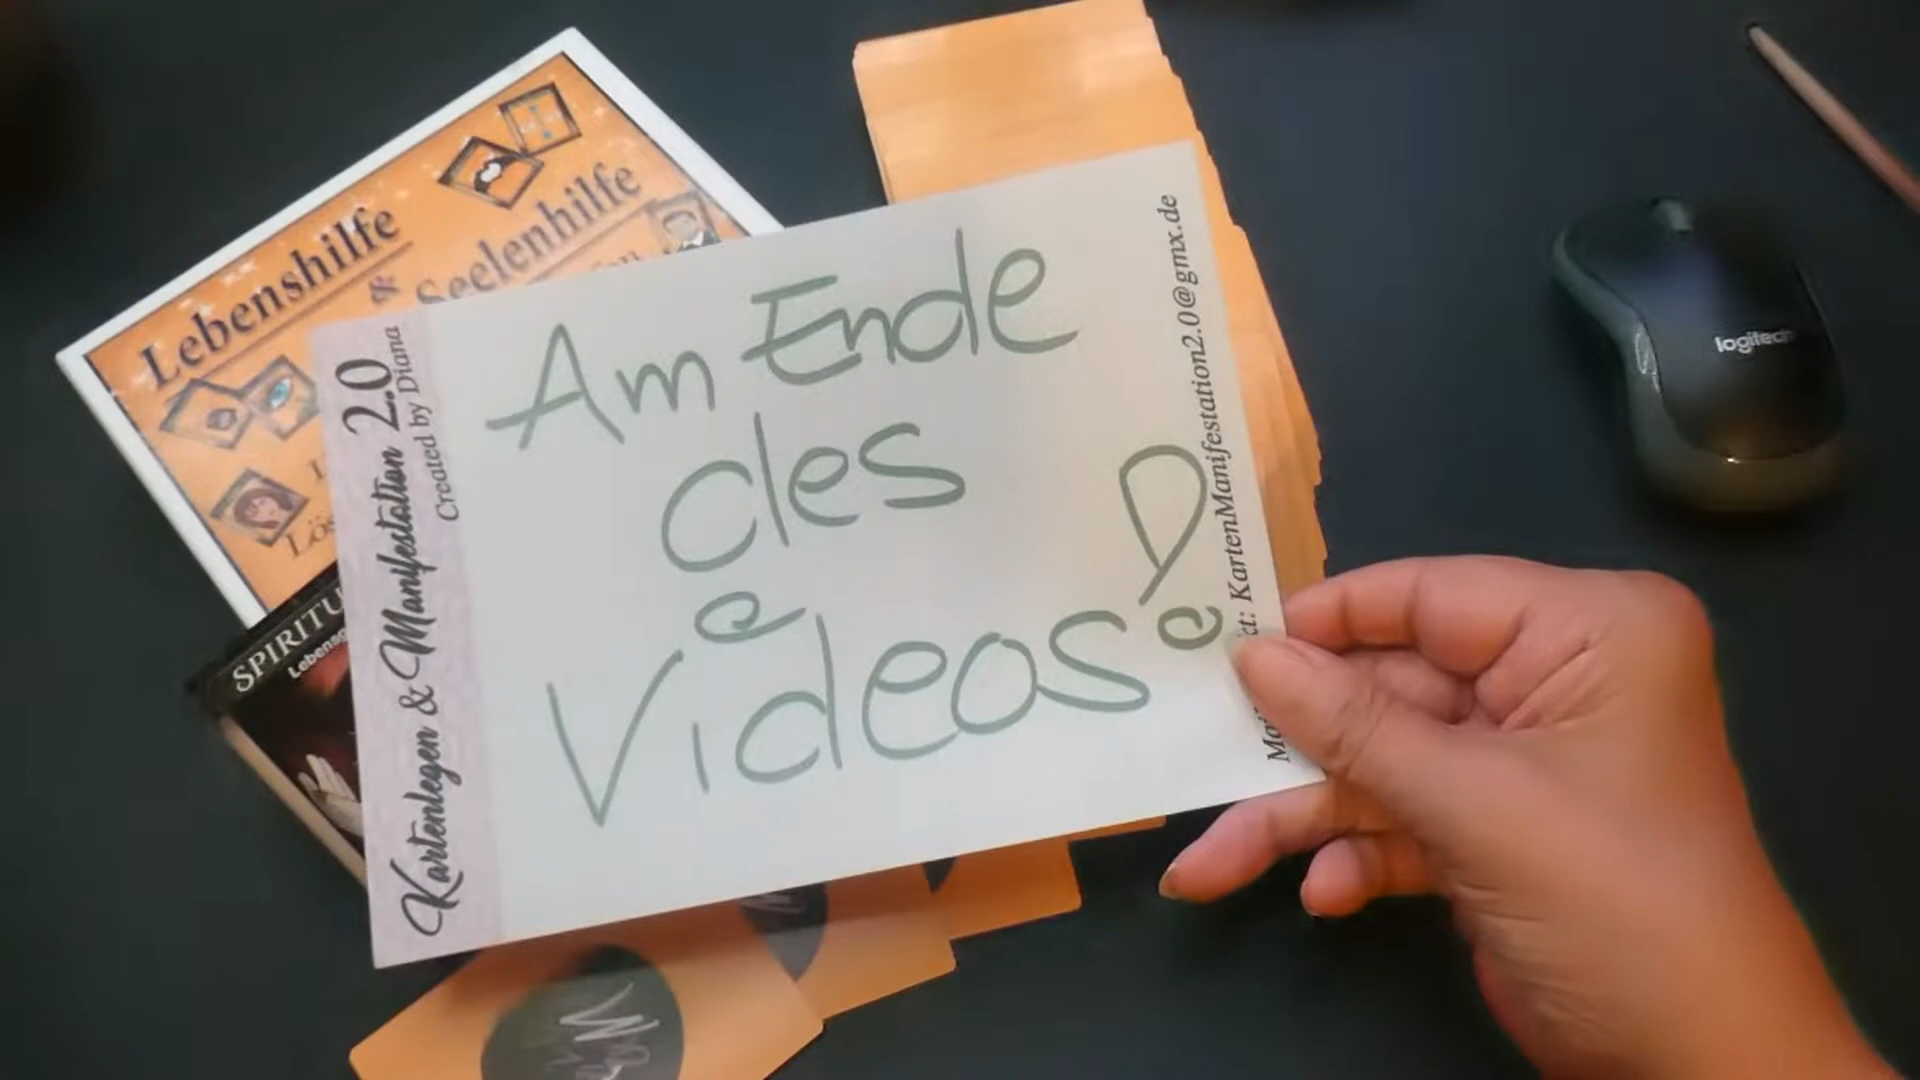 Lebenshilfe
&
Seelenhilfe
SPIRITU
Kartenlegen & Manifestation 2.0
Created by Diana
Am Ende
des
Videos!
KartenManifestation2.0@gmx.de
logitech